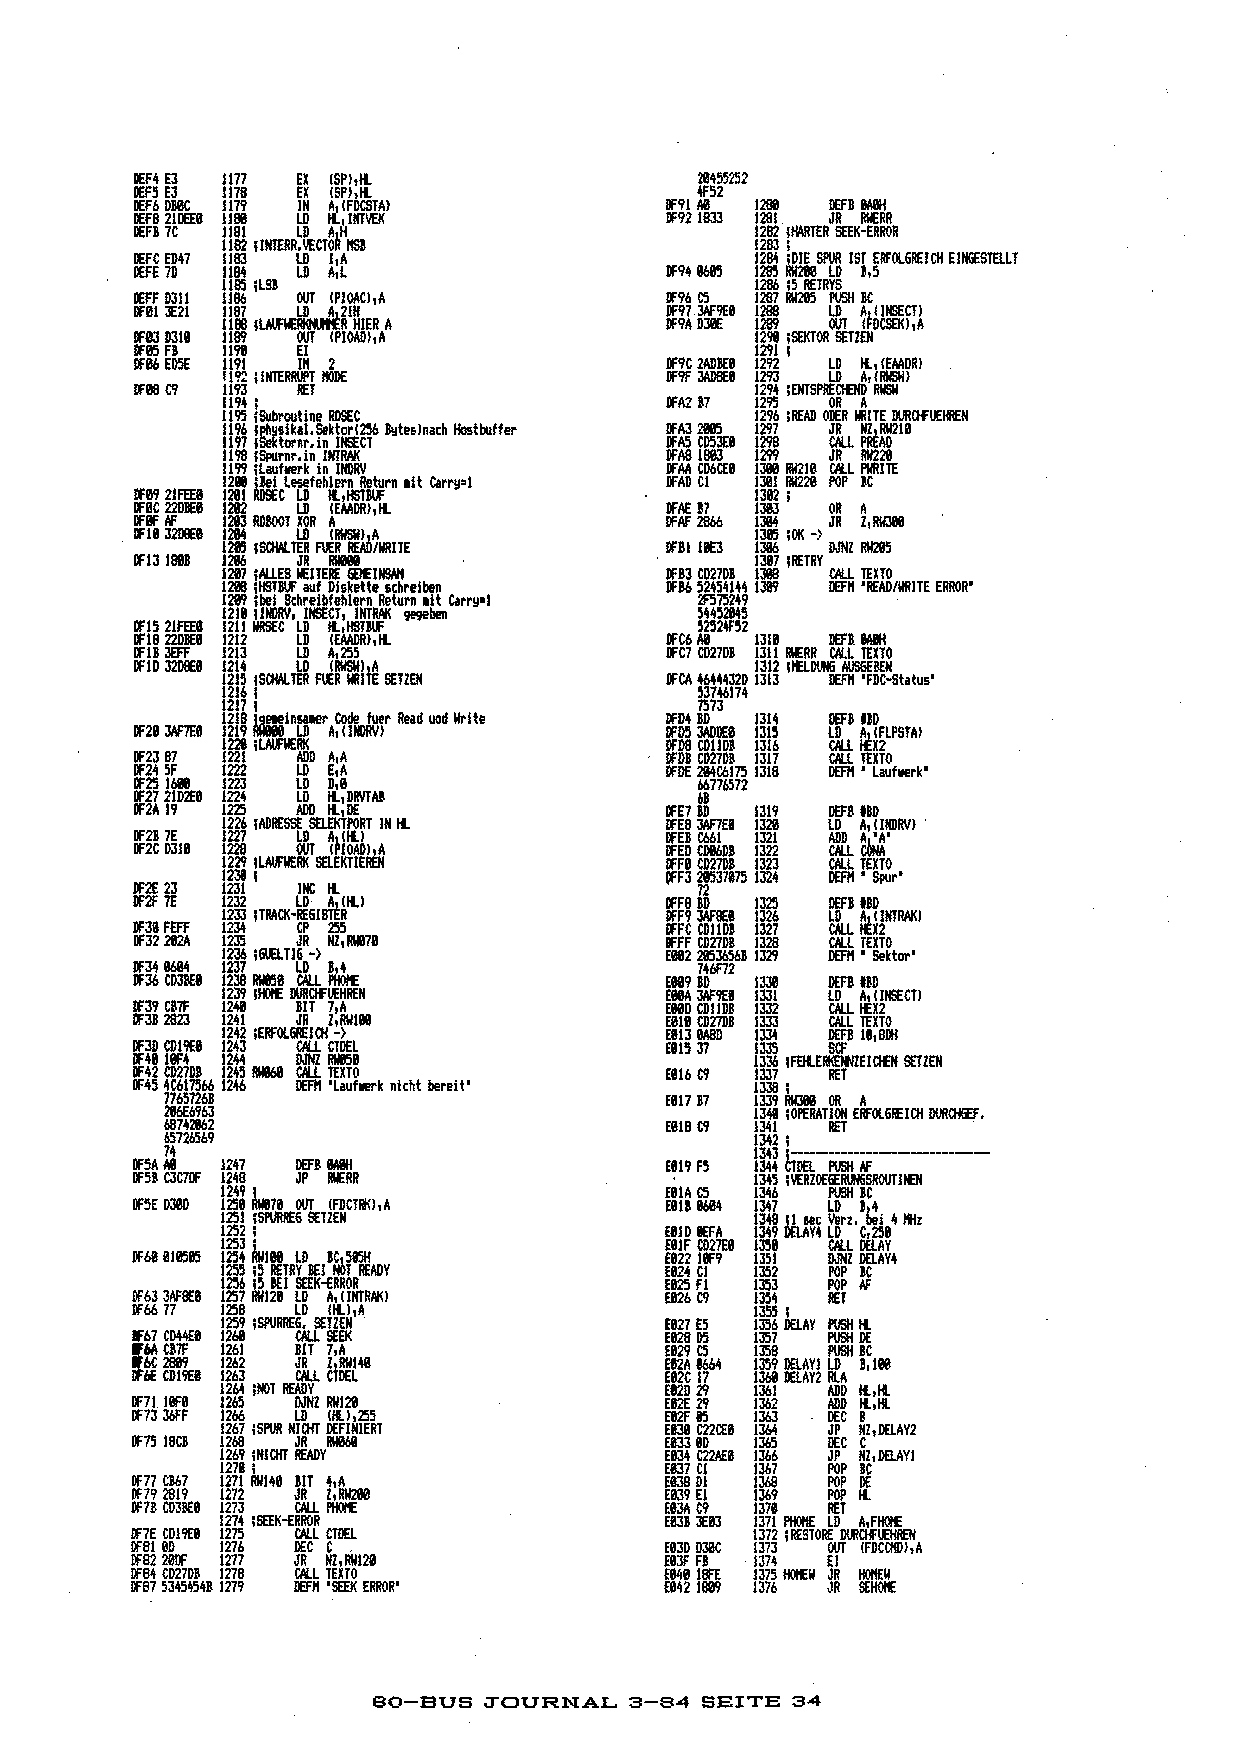 DEF4 E3 1177 EX (SP),HL
DEF5 E3 1178 EX (SP),HL
DEF6 DB0C 1179 IN A,(FDCSTA)
DEF8 21DEE0 1180 LD HL,INTVEK
DEFB 7C 1181 LD A,H
1182 ;INTERR.VECTOR MSB
DEFC ED47 1183 LD I,A
DEFE 7D 1184 LD A,L
1185 ;LSB
DEFF D311 1186 OUT (PIOAC),A
DF01 3E21 1187 LD A,21H
1188 ;LAUFWERKNUMMER HIER A
DF03 D310 1189 OUT (PIOAD),A
DF05 FB 1190 EI
DF06 ED5E 1191 IM 2
1192 ;INTERRUPT MODE
DF08 C9 1193 RET
1194 ;
1195 ;Subroutine RDSEC
1196 ;physikal.Sektor(256 Bytes)nach Hostbuffer
1197 ;Sektornr.in INSECT
1198 ;Spurnr.in INTRAK
1199 ;Laufwerk in INDRV
1200 ;Bei Lesefehlern Return mit Carry=1
DF09 21FEE0 1201 RDSEC LD HL,HSTBUF
DF0C 22DBE0 1202 LD (EAADR),HL
DF0F AF 1203 RDBOOT XOR A
DF10 32D8E0 1204 LD (RWSW),A
1205 ;SCHALTER FUER READ/WRITE
DF13 180B 1206 JR RW000
1207 ;ALLES WEITERE GEMEINSAM
1208 ;HSTBUF auf Diskette schreiben
1209 ;bei Schreibfehlern Return mit Carry=1
1210 ;INDRV, INSECT, INTRAK gegeben
DF15 21FEE0 1211 WRSEC LD HL,HSTBUF
DF18 22DBE0 1212 LD (EAADR),HL
DF1B 3EFF 1213 LD A,255
DF1D 32D8E0 1214 LD (RWSW),A
1215 ;SCHALTER FUER WRITE SETZEN
1216 ;
1217 ;
1218 ;gemeinsamer Code fuer Read uod Write
DF20 3AF7E0 1219 RW000 LD A,(INDRV)
1220 ;LAUFWERK
DF23 87 1221 ADD A,A
DF24 5F 1222 LD E,A
DF25 1600 1223 LD D,0
DF27 21D2E0 1224 LD HL,DRVTAB
DF2A 19 1225 ADD HL,DE
1226 ;ADRESSE SELEKTPORT IN HL
DF2B 7E 1227 LD A,(HL)
DF2C D310 1228 OUT (PIOAD),A
1229 ;LAUFWERK SELEKTIEREN
1230 ;
DF2E 23 1231 INC HL
DF2F 7E 1232 LD A,(HL)
1233 ;TRACK-REGISTER
DF30 FEFF 1234 CP 255
DF32 202A 1235 JR NZ,RW070
1236 ;GUELTIG ->
DF34 0604 1237 LD B,4
DF36 CD3BE0 1238 RW050 CALL PHOME
1239 ;HOME DURCHFUEHREN
DF39 CB7F 1240 BIT 7,A
DF3B 2823 1241 JR Z,RW100
1242 ;ERFOLGREICH ->
DF3D CD19E0 1243 CALL CTDEL
DF40 10F4 1244 DJNZ RW050
DF42 CD27DB 1245 RW060 CALL TEXTO
DF45 4C617566 1246 DEFM "Laufwerk nicht bereit"
7765726B
206E6963
68742062
65726569
74
DF5A A0 1247 DEFB 0A0H
DF5B C3C7DF 1248 JP RWERR
1249 ;
DF5E D30D 1250 RW070 OUT (FDCTRK),A
1251 ;SPURREG SETZEN
1252 ;
1253 ;
DF60 010505 1254 RW100 LD BC,505H
1255 ;5 RETRY BEI NOT READY
1256 ;5 BEI SEEK-ERROR
DF63 3AF8E0 1257 RW120 LD A,(INTRAK)
DF66 77 1258 LD (HL),A
1259 ;SPURREG. SETZEN
DF67 CD44E0 1260 CALL SEEK
DF6A CB7F 1261 BIT 7,A
DF6C 2809 1262 JR Z,RW140
DF6E CD19E0 1263 CALL CTDEL
1264 ;NOT READY
DF71 10F0 1265 DJNZ RW120
DF73 36FF 1266 LD (HL),255
1267 ;SPUR NICHT DEFINIERT
DF75 18CB 1268 JR RW060
1269 ;NICHT READY
1270 ;
DF77 CB67 1271 RW140 BIT 4,A
DF79 2819 1272 JR Z,RW200
DF7B CD3BE0 1273 CALL PHOME
1274 ;SEEK-ERROR
DF7E CD19E0 1275 CALL CTDEL
DF81 0D 1276 DEC C
DF82 20DF 1277 JR NZ,RW120
DF84 CD27DB 1278 CALL TEXTO
DF87 5345454B 1279 DEFM "SEEK ERROR"
20455252
4F52
DF91 A0 1280 DEFB 0A0H
DF92 1833 1281 JR RWERR
1282 ;HARTER SEEK-ERROR
1283 ;
1284 ;DIE SPUR IST ERFOLGREICH EINGESTELLT
DF94 0605 1285 RW200 LD B,5
1286 ;5 RETRYS
DF96 C5 1287 RW205 PUSH BC
DF97 3AF9E0 1288 LD A,(INSECT)
DF9A D30E 1289 OUT (FDCSEK),A
1290 ;SEKTOR SETZEN
1291 ;
DF9C 2ADBE0 1292 LD HL,(EAADR)
DF9F 3AD8E0 1293 LD A,(RWSW)
1294 ;ENTSPRECHEND RWSW
DFA2 B7 1295 OR A
1296 ;READ ODER WRITE DURCHFUEHREN
DFA3 2005 1297 JR NZ,RW210
DFA5 CD53E0 1298 CALL PREAD
DFA8 1803 1299 JR RW220
DFAA CD6CE0 1300 RW210 CALL PWRITE
DFAD C1 1301 RW220 POP BC
1302 ;
DFAE B7 1303 OR A
DFAF 2866 1304 JR Z,RW300
1305 ;OK ->
DFB1 10E3 1306 DJNZ RW205
1307 ;RETRY
DFB3 CD27DB 1308 CALL TEXTO
DFB6 52454144 1309 DEFM "READ/WRITE ERROR"
2F575249
54452045
52524F52
DFC6 A0 1310 DEFB 0A0H
DFC7 CD27DB 1311 RWERR CALL TEXTO
1312 ;MELDUNG AUSGEBEN
DFCA 4644432D 1313 DEFM "FDC-Status"
53746174
7573
DFD4 BD 1314 DEFB #BD
DFD5 3ADDE0 1315 LD A,(FLPSTA)
DFD8 CD11DB 1316 CALL HEX2
DFDB CD27DB 1317 CALL TEXTO
DFDE 204C6175 1318 DEFM " Laufwerk"
66776572
6B
DFE7 BD 1319 DEFB #BD
DFE8 3AF7E0 1320 LD A,(INDRV)
DFEB C661 1321 ADD A,"A"
DFED CD06DB 1322 CALL CONA
DFF0 CD27DB 1323 CALL TEXTO
DFF3 20537075 1324 DEFM " Spur"
72
DFF8 BD 1325 DEFB #BD
DFF9 3AF8E0 1326 LD A,(INTRAK)
DFFC CD11DB 1327 CALL HEX2
DFFF CD27DB 1328 CALL TEXTO
E002 2053656B 1329 DEFM " Sektor"
746F72
E009 BD 1330 DEFB #BD
E00A 3AF9E0 1331 LD A,(INSECT)
E00D CD11DB 1332 CALL HEX2
E010 CD27DB 1333 CALL TEXTO
E013 0A8D 1334 DEFB 10,8DH
E015 37 1335 SCF
1336 ;FEHLERKENNZEICHEN SETZEN
E016 C9 1337 RET
1338 ;
E017 B7 1339 RW300 OR A
1340 ;OPERATION ERFOLGREICH DURCHGEF.
E018 C9 1341 RET
1342 ;
1343 ;----------------------------
E019 F5 1344 CTDEL PUSH AF
1345 ;VERZOEGERUNGSROUTINEN
E01A C5 1346 PUSH BC
E01B 0604 1347 LD B,4
1348 ;1 sec Verz. bei 4 MHz
E01D 0EFA 1349 DELAY4 LD C,250
E01F CD27E0 1350 CALL DELAY
E022 10F9 1351 DJNZ DELAY4
E024 C1 1352 POP BC
E025 F1 1353 POP AF
E026 C9 1354 RET
1355 ;
E027 E5 1356 DELAY PUSH HL
E028 D5 1357 PUSH DE
E029 C5 1358 PUSH BC
E02A 0664 1359 DELAY1 LD B,100
E02C 17 1360 DELAY2 RLA
E02D 29 1361 ADD HL,HL
E02E 29 1362 ADD HL,HL
E02F 05 1363 DEC B
E030 C22CE0 1364 JP NZ,DELAY2
E033 0D 1365 DEC C
E034 C22AE0 1366 JP NZ,DELAY1
E037 C1 1367 POP BC
E038 D1 1368 POP DE
E039 E1 1369 POP HL
E03A C9 1370 RET
E03B 3E03 1371 PHOME LD A,FHOME
1372 ;RESTORE DURCHFUEHREN
E03D D30C 1373 OUT (FDCCMD),A
E03F FB 1374 EI
E040 18FE 1375 HOMEW JR HOMEW
E042 1809 1376 JR SEHOME
80-BUS JOURNAL 3-84 SEITE 34